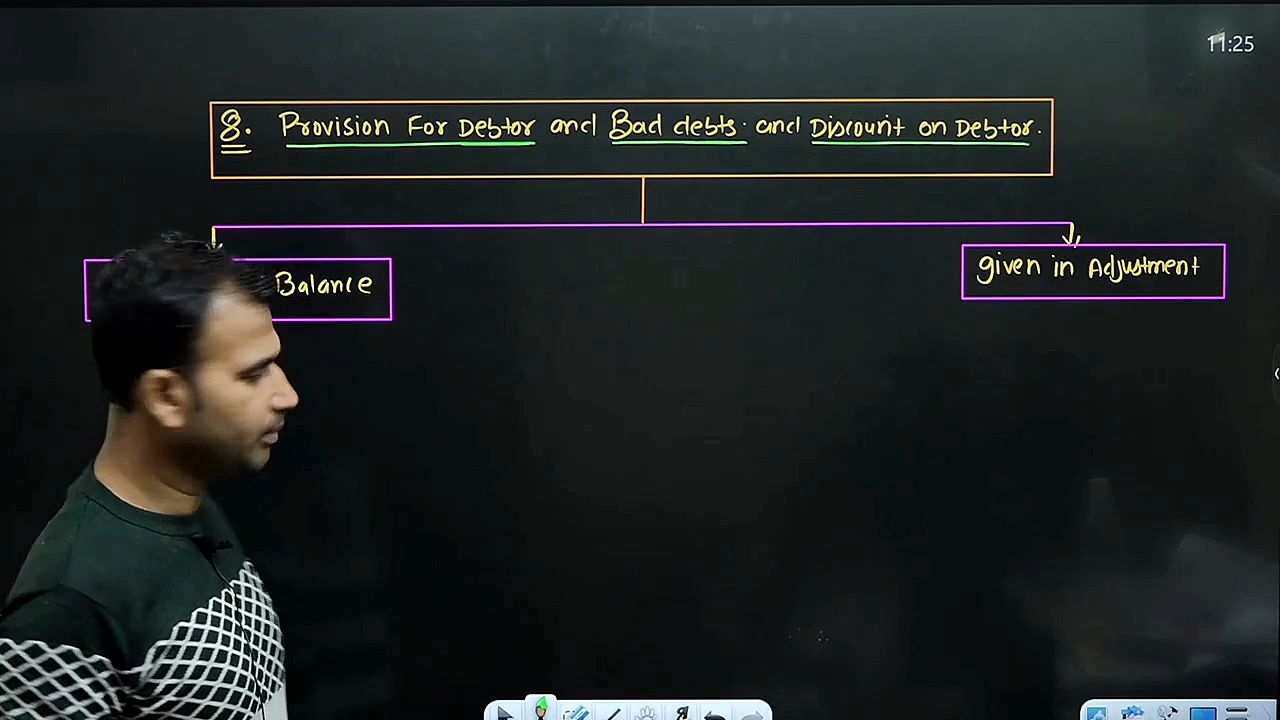 11:25
8. Provision For Debtor and Bad debts and Discount on Debtor.
Balance
given in Adjustment